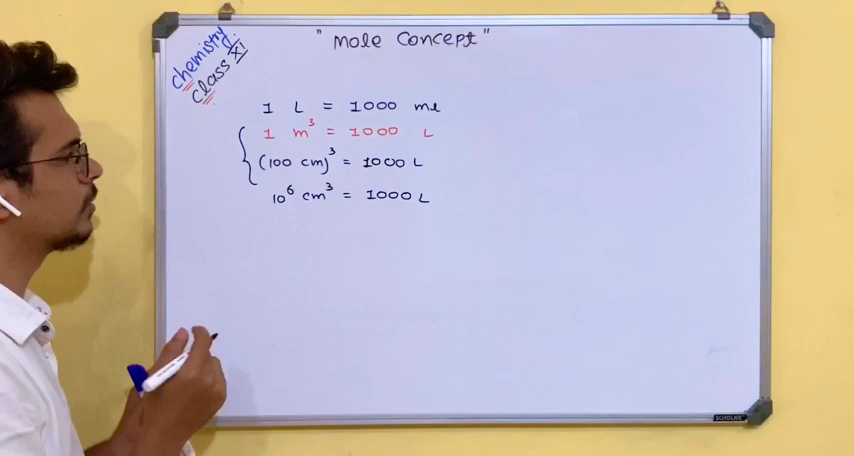 Chemistry
Class XI
"Mole Concept"
1 L = 1000 ml
1 m³ = 1000 L
(100 cm)³ = 1000 L
10⁶ cm³ = 1000 L
SCHOLAR